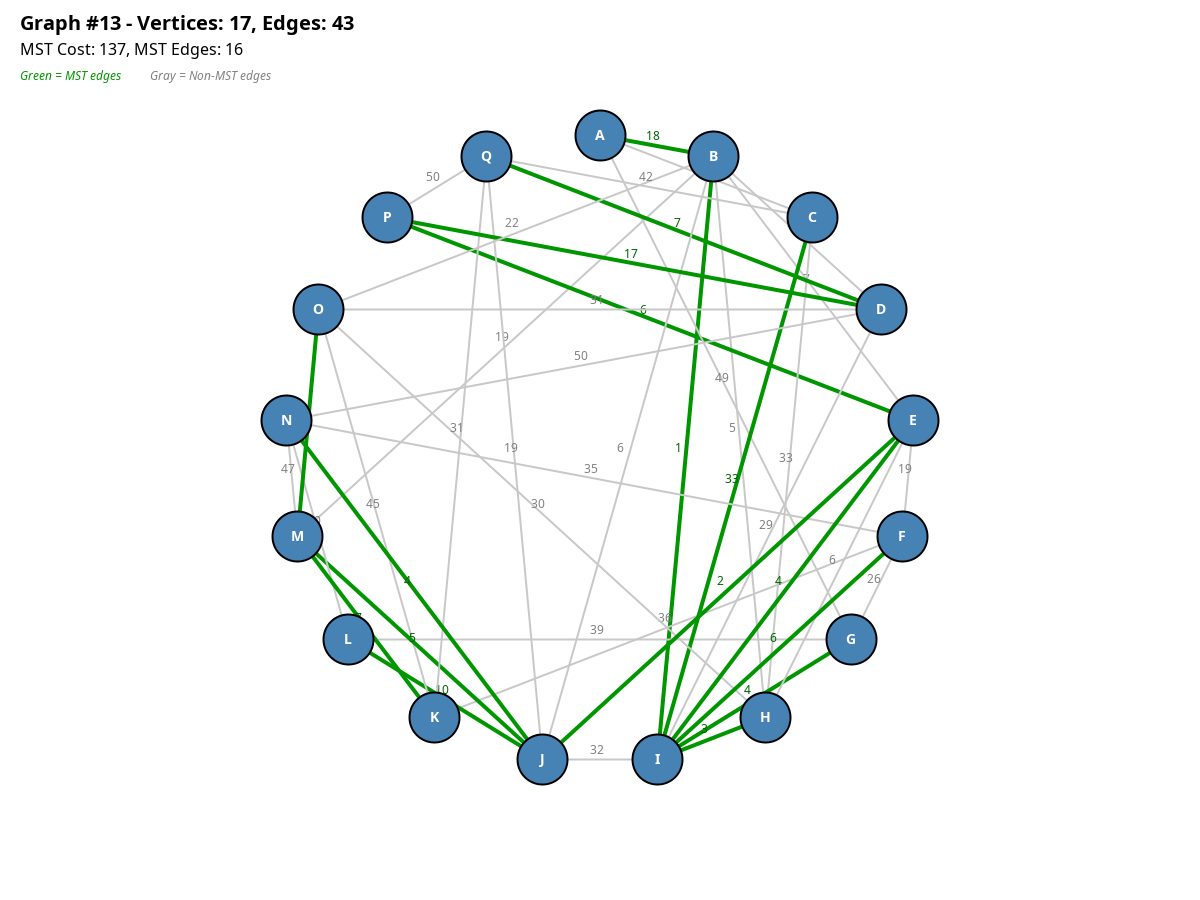 Graph #13 - Vertices: 17, Edges: 43
MST Cost: 137, MST Edges: 16
Green = MST edges Gray = Non-MST edges
A 18
Q B
50 42
P 22 7 C
17
O 31 6 D
19
50
49
N 31 5 E
19 6 1
47 35 33 19
33
45 30
29
M F
6
4 2 4 26
36
L 5 39 6 G
10 4
K H
3
32
J I